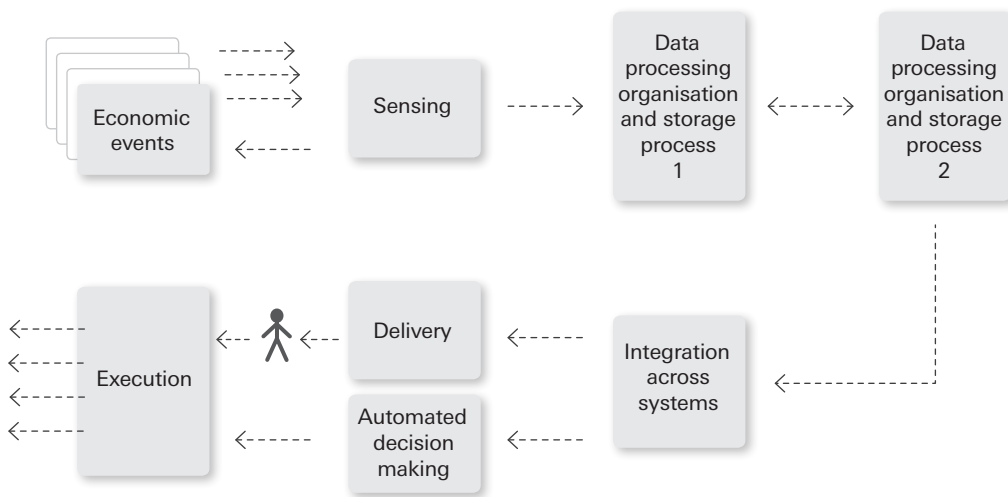 Economic
events
Sensing
Data
processing
organisation
and storage
process
1
Data
processing
organisation
and storage
process
2
Execution
Delivery
Automated
decision
making
Integration
across
systems